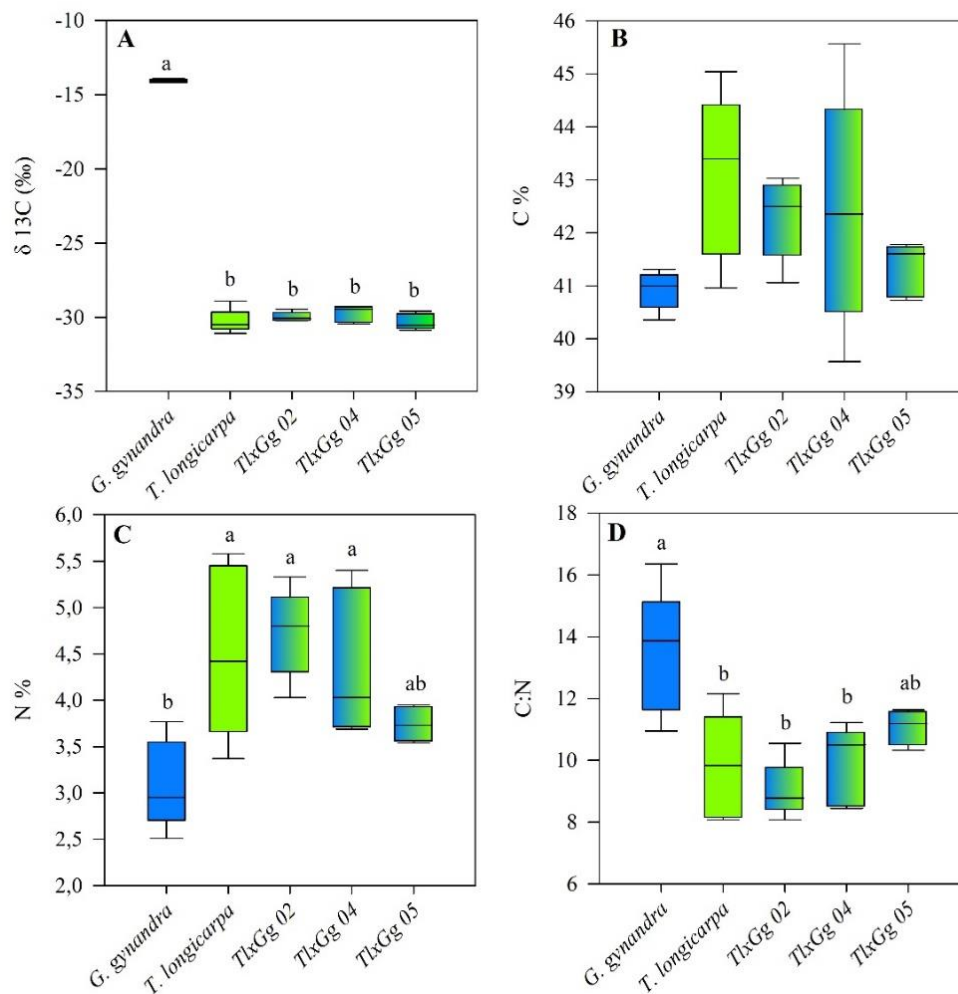 A
δ 13C (‰)
-10
-15
-20
-25
-30
-35
a
b
b
b
b
G. gynandra
T. longicarpa
TlxGg 02
TlxGg 04
TlxGg 05
B
C %
46
45
44
43
42
41
40
39
G. gynandra
T. longicarpa
TlxGg 02
TlxGg 04
TlxGg 05
C
N %
6,0
5,5
5,0
4,5
4,0
3,5
3,0
2,5
2,0
b
a
a
a
ab
G. gynandra
T. longicarpa
TlxGg 02
TlxGg 04
TlxGg 05
D
C:N
18
16
14
12
10
8
6
a
b
b
b
ab
G. gynandra
T. longicarpa
TlxGg 02
TlxGg 04
TlxGg 05